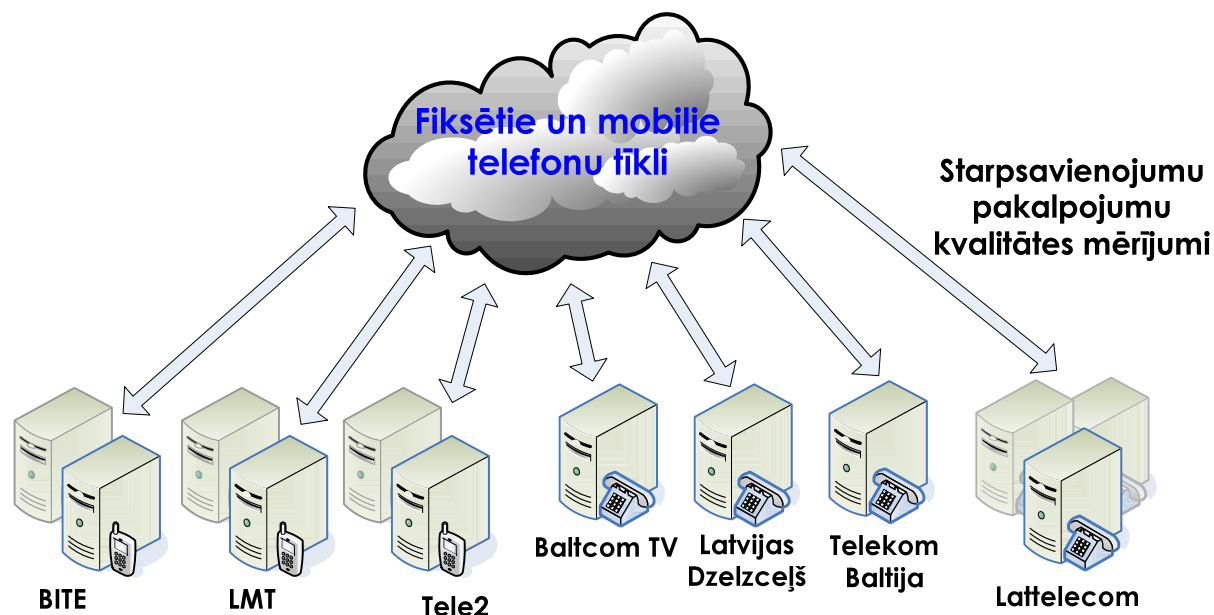 Fiksētie un mobilie
telefonu tīkli
Starpsavienojumu
pakalpojumu
kvalitātes mērījumi
BITE
LMT
Tele2
Baltcom TV
Latvijas
Dzelzceļš
Telekom
Baltija
Lattelecom